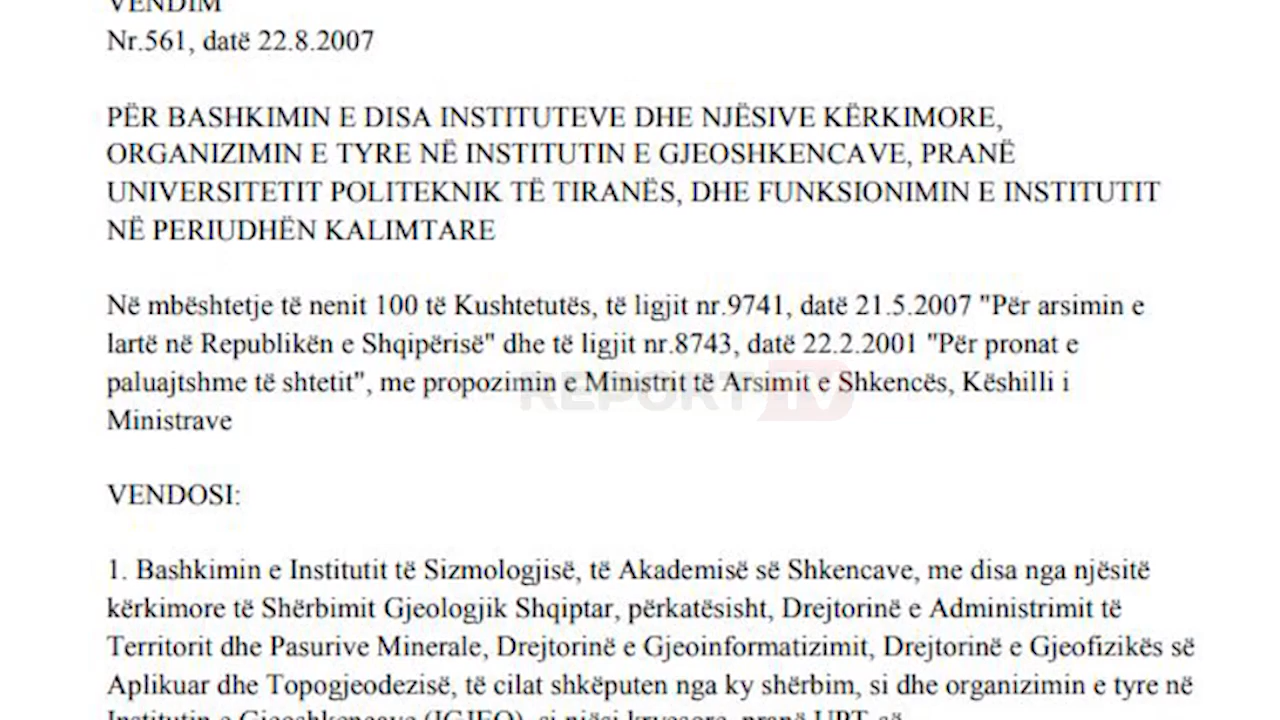 VENDIM
Nr.561, datë 22.8.2007
PËR BASHKIMIN E DISA INSTITUTEVE DHE NJËSIVE KËRKIMORE,
ORGANIZIMIN E TYRE NË INSTITUTIN E GJEOSHKENCAVE, PRANË
UNIVERSITETIT POLITEKNIK TË TIRANËS, DHE FUNKSIONIMIN E INSTITUTIT
NË PERIUDHËN KALIMTARE
Në mbështetje të nenit 100 të Kushtetutës, të ligjit nr.9741, datë 21.5.2007 "Për arsimin e
lartë në Republikën e Shqipërisë" dhe të ligjit nr.8743, datë 22.2.2001 "Për pronat e
paluajtshme të shtetit", me propozimin e Ministrit të Arsimit e Shkencës, Këshilli i
Ministrave
REPORT TV
VENDOSI:
1. Bashkimin e Institutit të Sizmologjisë, të Akademisë së Shkencave, me disa nga njësitë
kërkimore të Shërbimit Gjeologjik Shqiptar, përkatësisht, Drejtorinë e Administrimit të
Territorit dhe Pasurive Minerale, Drejtorinë e Gjeoinformatizimit, Drejtorinë e Gjeofizikës së
Aplikuar dhe Topogjeodezisë, të cilat shkëputen nga ky shërbim, si dhe organizimin e tyre në
Institutin e Gjeoshkencave (IGJEO), si njësi kryesore, pranë UPT-së